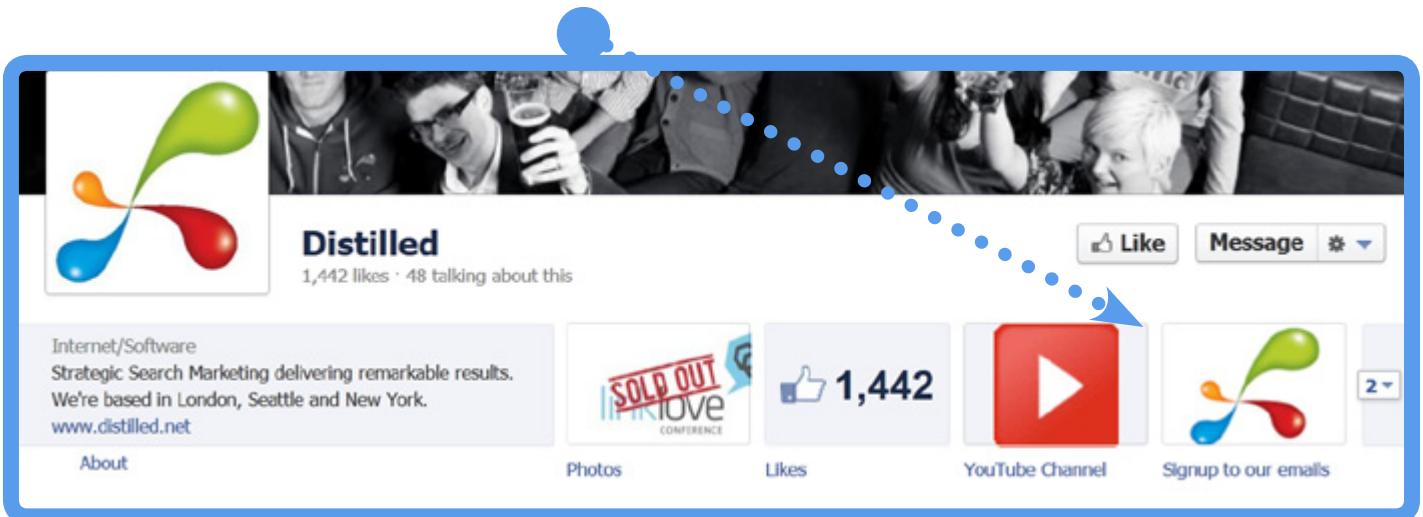 Distilled
1,442 likes · 48 talking about this
Like
Message
Internet/Software
Strategic Search Marketing delivering remarkable results.
We're based in London, Seattle and New York.
www.distilled.net
About
SOLD OUT
linklove
CONFERENCE
Photos
1,442
Likes
YouTube Channel
Signup to our emails
2